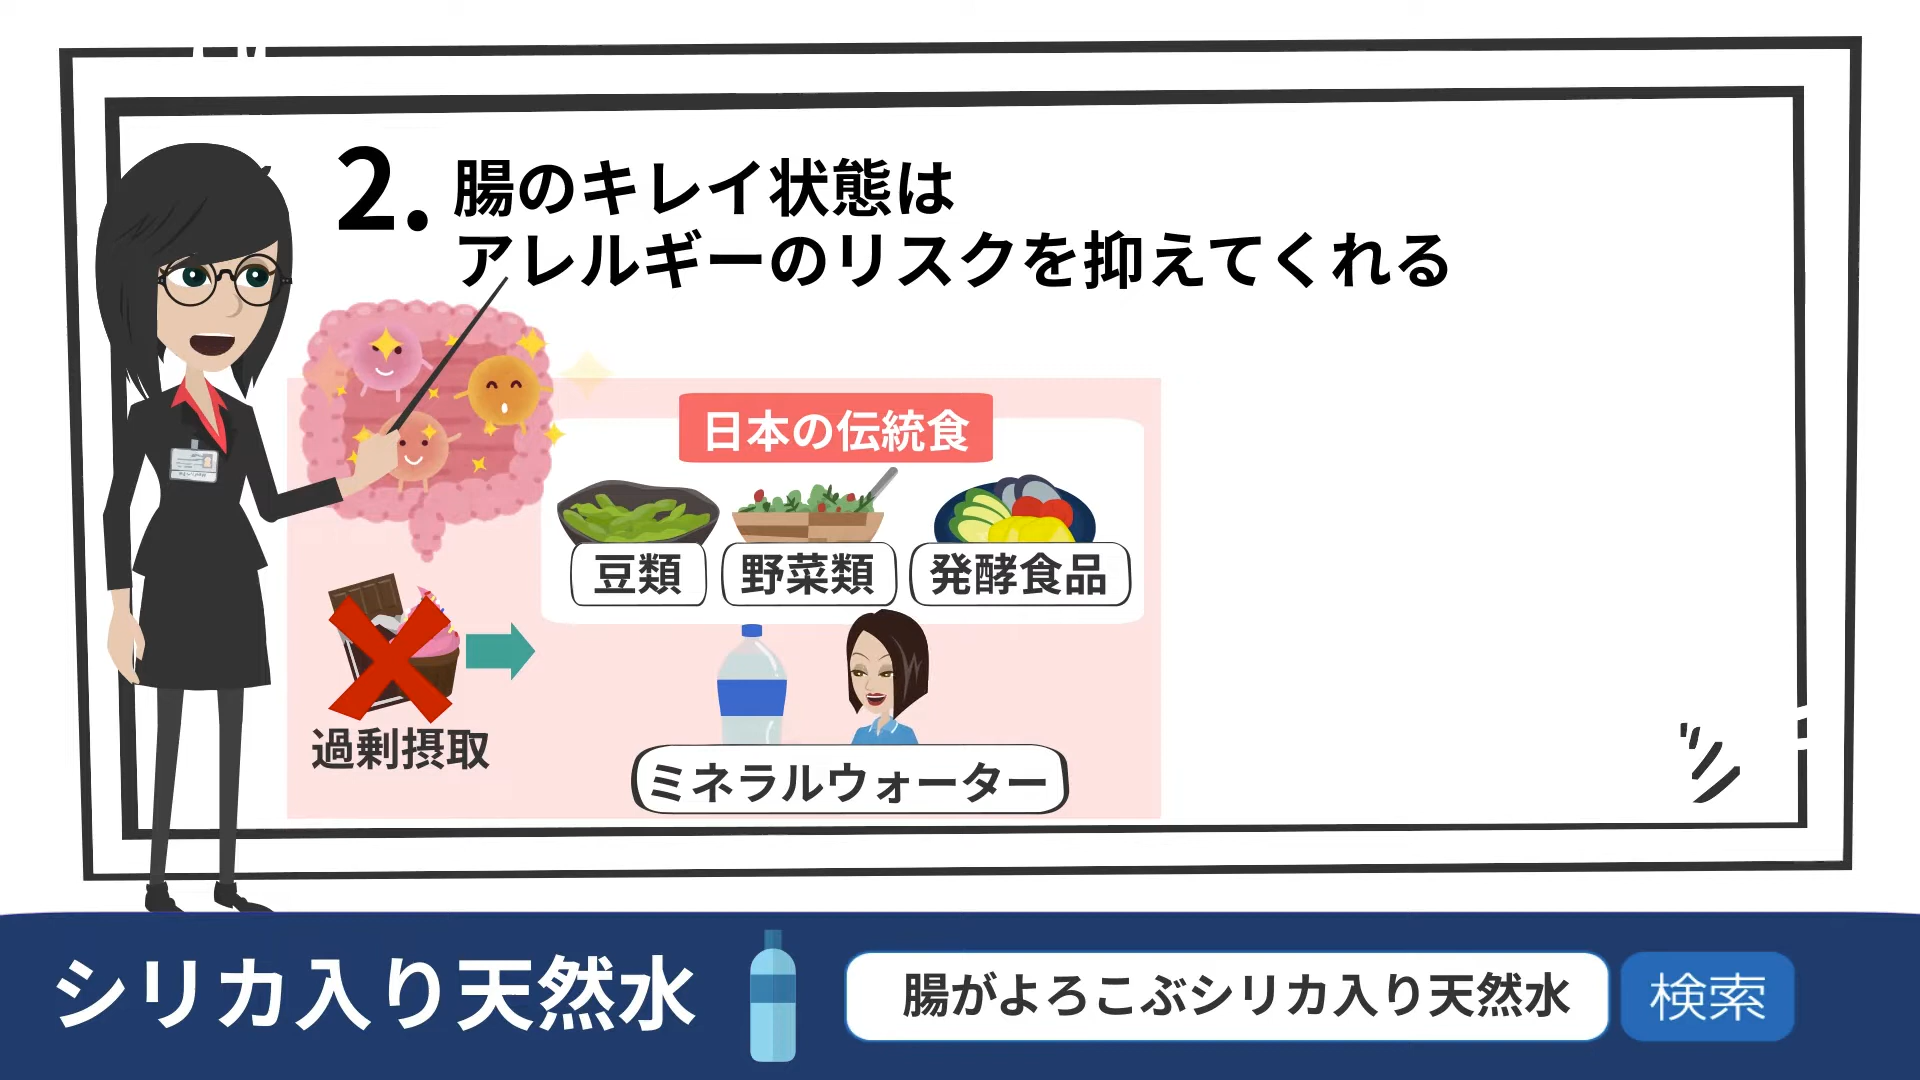 2. 腸のキレイ状態は
アレルギーのリスクを抑えてくれる
日本の伝統食
豆類
野菜類
発酵食品
過剰摂取
ミネラルウォーター
シリカ入り天然水
腸がよろこぶシリカ入り天然水
検索